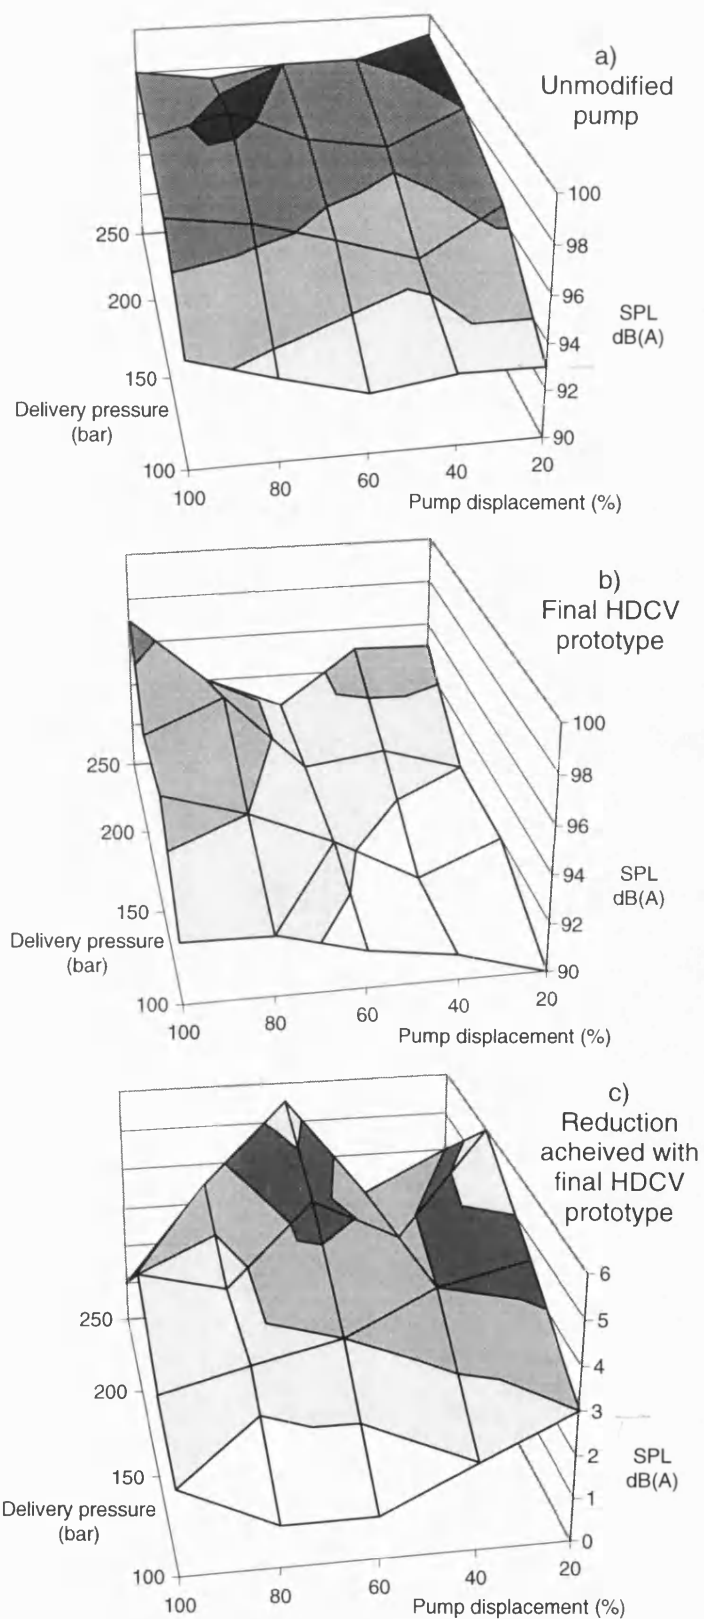 a)
Unmodified
pump
100
98
96
94
92
90
SPL
dB(A)
250
200
150
100
Delivery pressure
(bar)
100
80
60
40
20
Pump displacement (%)
b)
Final HDCV
prototype
100
98
96
94
92
90
SPL
dB(A)
250
200
150
100
Delivery pressure
(bar)
100
80
60
40
20
Pump displacement (%)
c)
Reduction
acheived with
final HDCV
prototype
6
5
4
3
2
1
0
SPL
dB(A)
250
200
150
100
Delivery pressure
(bar)
100
80
60
40
20
Pump displacement (%)